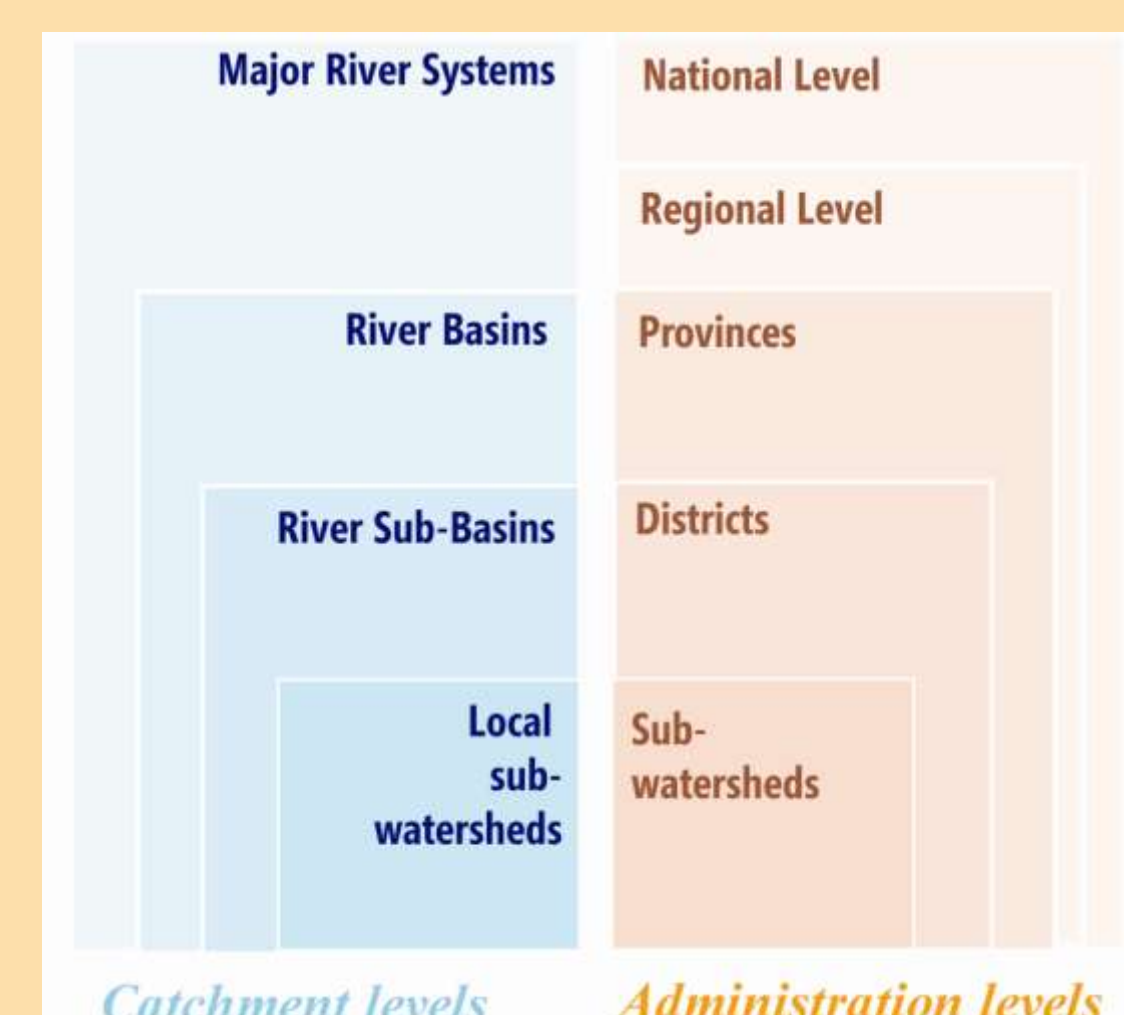 Major River Systems
River Basins
River Sub-Basins
Local
sub-
watersheds
Catchment levels
National Level
Regional Level
Provinces
Districts
Sub-
watersheds
Administration levels